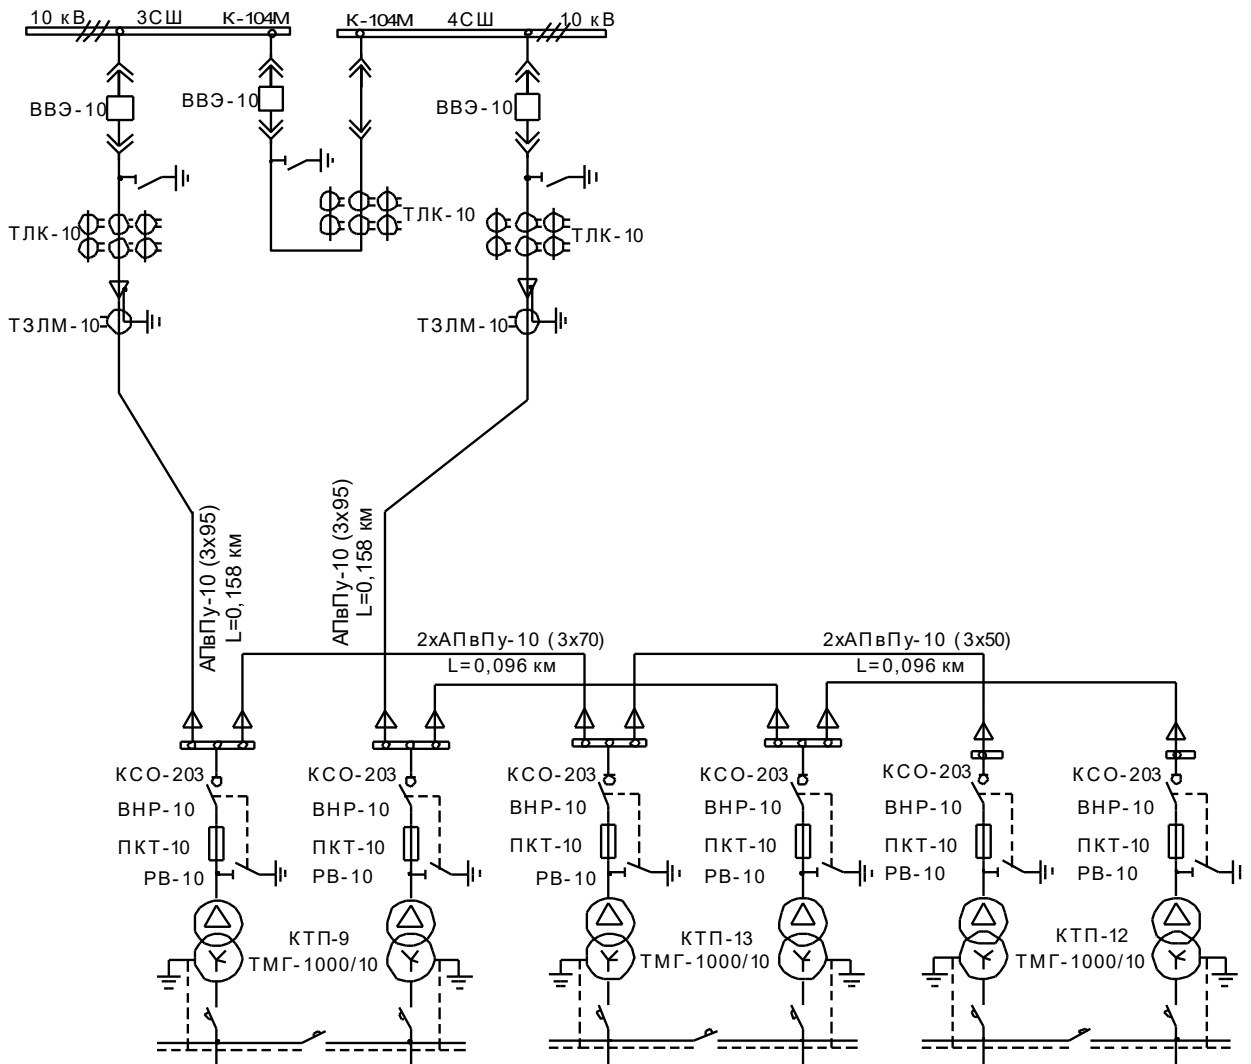 10 кВ 3СШ К-104М К-104М 4СШ 10 кВ
ВВЭ-10 ВВЭ-10 ВВЭ-10
ТЛК-10 ТЛК-10 ТЛК-10
ТЗЛМ-10 ТЗЛМ-10
АПвПу-10 (3х95)
L=0,158 км
АПвПу-10 (3х95)
L=0,158 км
2хАПвПу-10 (3х70) 2хАПвПу-10 (3х50)
L=0,096 км L=0,096 км
КСО-203 КСО-203 КСО-203 КСО-203 КСО-203 КСО-203
ВНР-10 ВНР-10 ВНР-10 ВНР-10 ВНР-10 ВНР-10
ПКТ-10 ПКТ-10 ПКТ-10 ПКТ-10 ПКТ-10 ПКТ-10
РВ-10 РВ-10 РВ-10 РВ-10 РВ-10 РВ-10
КТП-9 КТП-13 КТП-12
ТМГ-1000/10 ТМГ-1000/10 ТМГ-1000/10